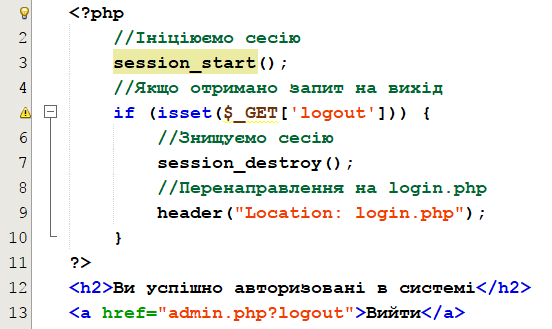 <?php
2 //Ініціюємо сесію
3 session_start();
4 //Якщо отримано запит на вихід
if (isset($_GET['logout'])) {
6 //Знищуємо сесію
7 session_destroy();
8 //Перенаправлення на login.php
9 header("Location: login.php");
10 }
11 ?>
12 <h2>Ви успішно авторизовані в системі</h2>
13 <a href="admin.php?logout">Вийти</a>